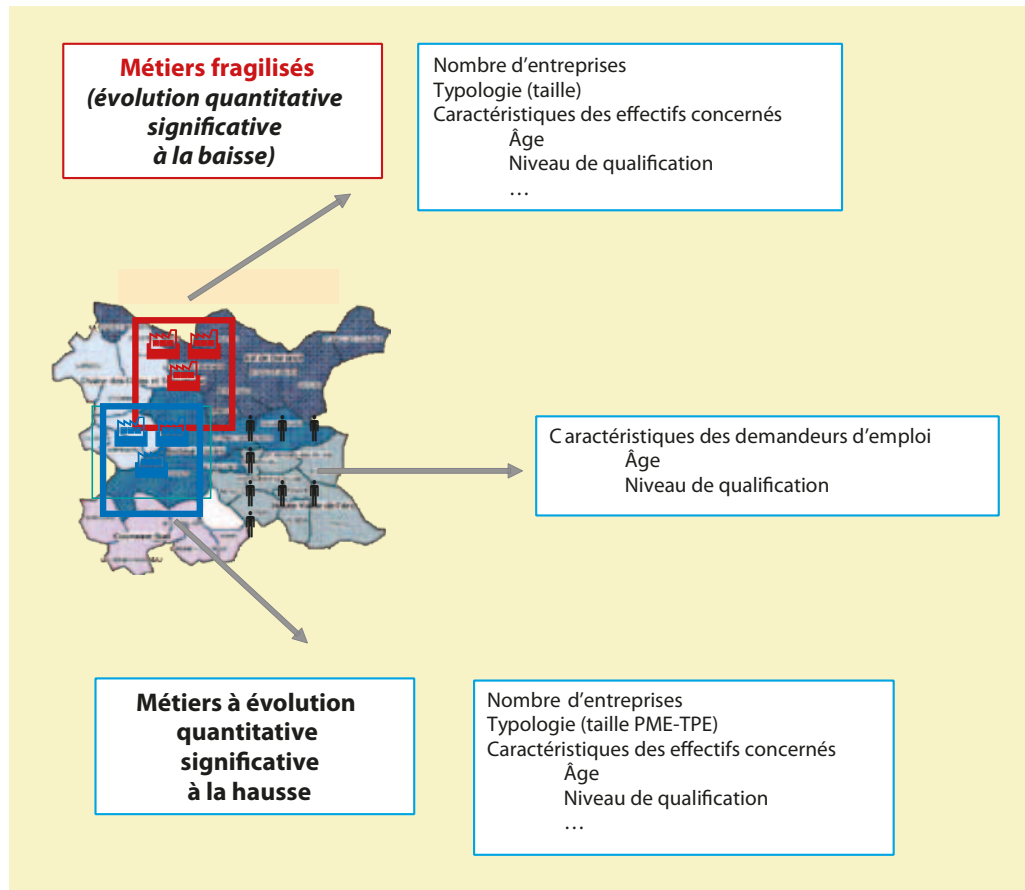 Métiers fragilisés
(évolution quantitative
significative
à la baisse)
Nombre d'entreprises
Typologie (taille)
Caractéristiques des effectifs concernés
Âge
Niveau de qualification
…
Caractéristiques des demandeurs d'emploi
Âge
Niveau de qualification
Métiers à évolution
quantitative
significative
à la hausse
Nombre d'entreprises
Typologie (taille PME-TPE)
Caractéristiques des effectifs concernés
Âge
Niveau de qualification
…